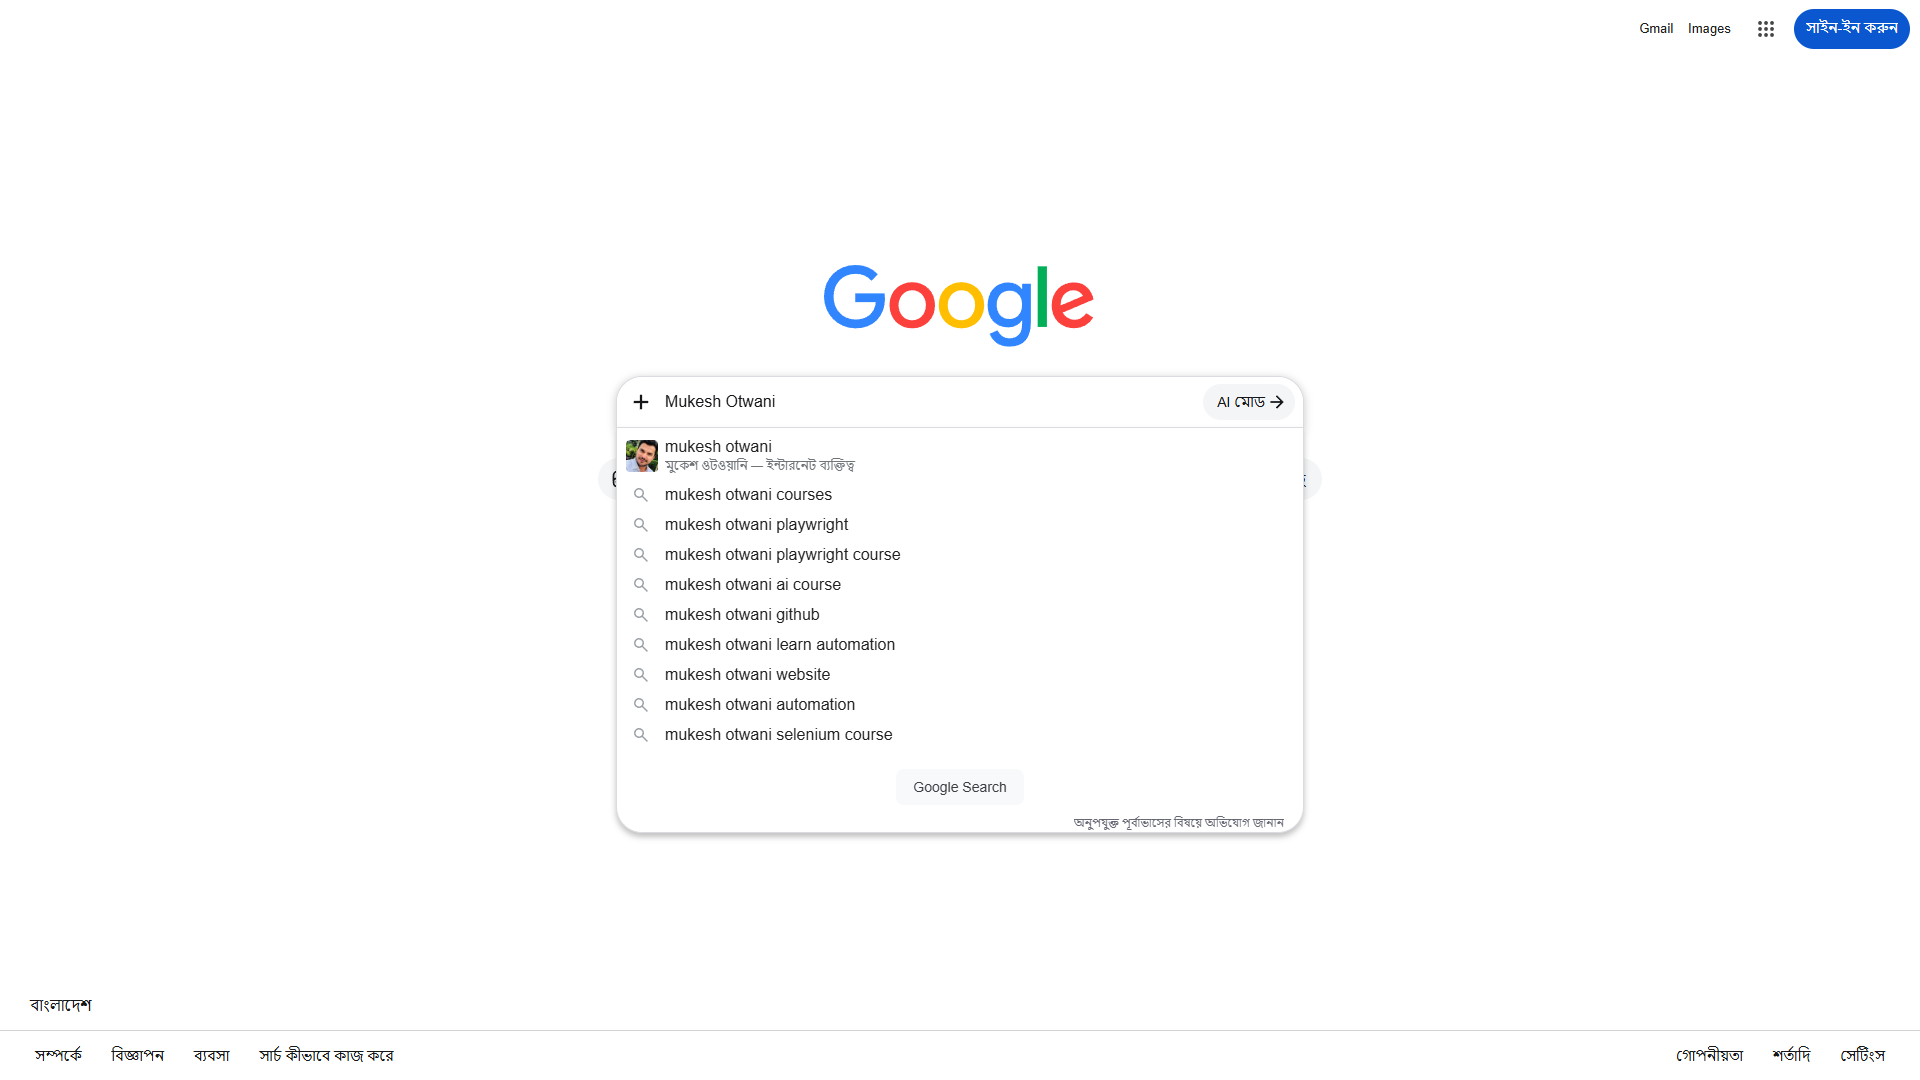 Gmail Images সাইন-ইন করুন
Google
Mukesh Otwani AI মোড
mukesh otwani
মুকেশ ওটওয়ানি — ইন্টারনেট ব্যক্তিত্ব
mukesh otwani courses
mukesh otwani playwright
mukesh otwani playwright course
mukesh otwani ai course
mukesh otwani github
mukesh otwani learn automation
mukesh otwani website
mukesh otwani automation
mukesh otwani selenium course
Google Search
অনুপযুক্ত পূর্বাভাসের বিষয়ে অভিযোগ জানান
বাংলাদেশ
সম্পর্কে বিজ্ঞাপন ব্যবসা সার্চ কীভাবে কাজ করে গোপনীয়তা শর্তাদি সেটিংস